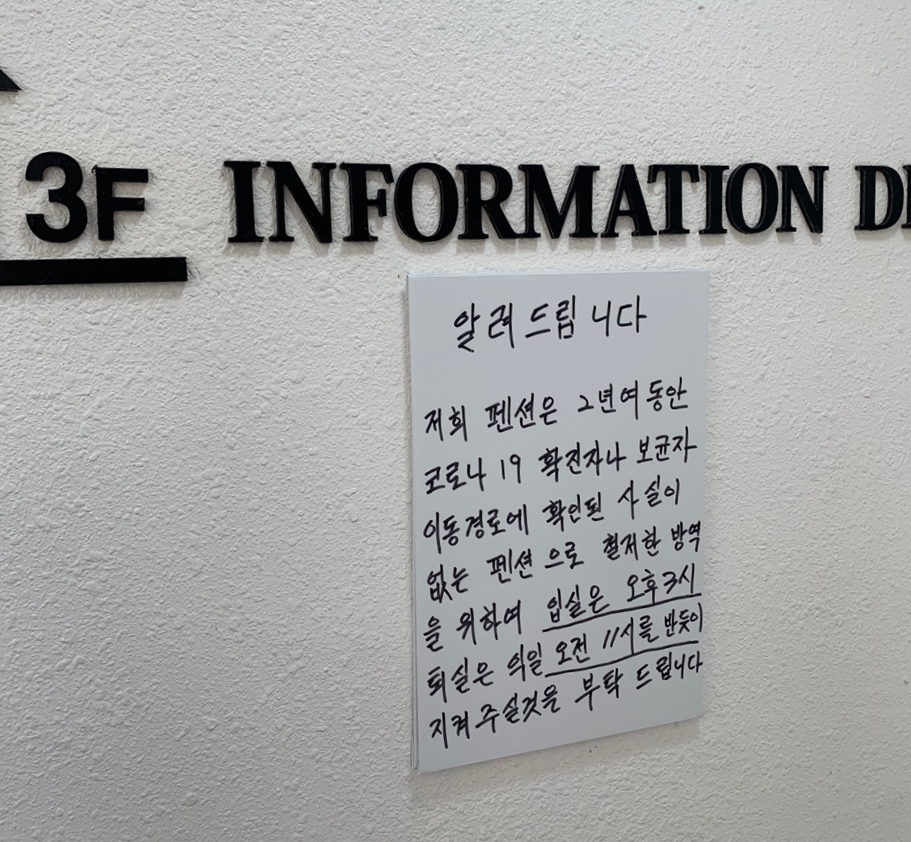 3F INFORMATION DE
알려드립니다
저희 펜션은 2년여동안
코로나 19 확진자나 보균자
이동경로에 확인된 사실이
없는 펜션 으로 철저한 방역
을 위하여 입실은 오후3시
퇴실은 익일 오전 11시를 반듯이
지켜 주실것을 부탁 드립니다